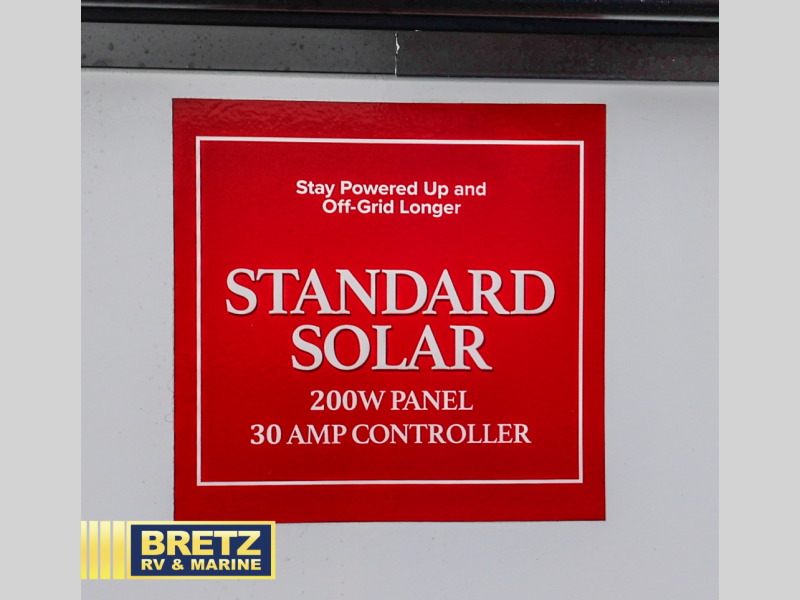 Stay Powered Up and
Off-Grid Longer
STANDARD
SOLAR
200W PANEL
30 AMP CONTROLLER
BRETZ
RV & MARINE